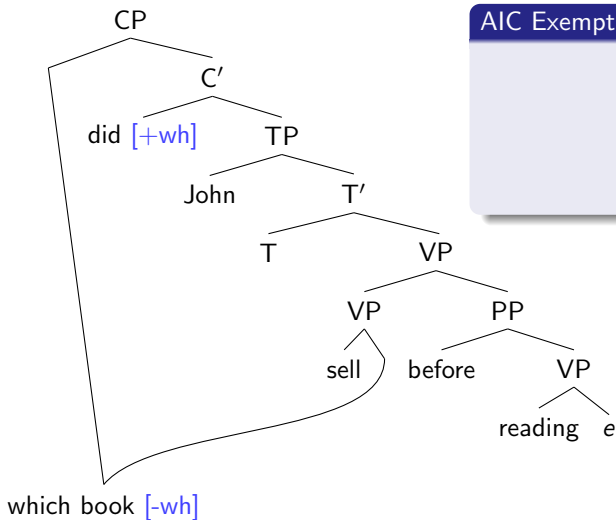 CP
AIC Exempt
C′
did [+wh]
TP
John
T′
T
VP
VP
PP
sell
before
VP
reading
e
which book [-wh]